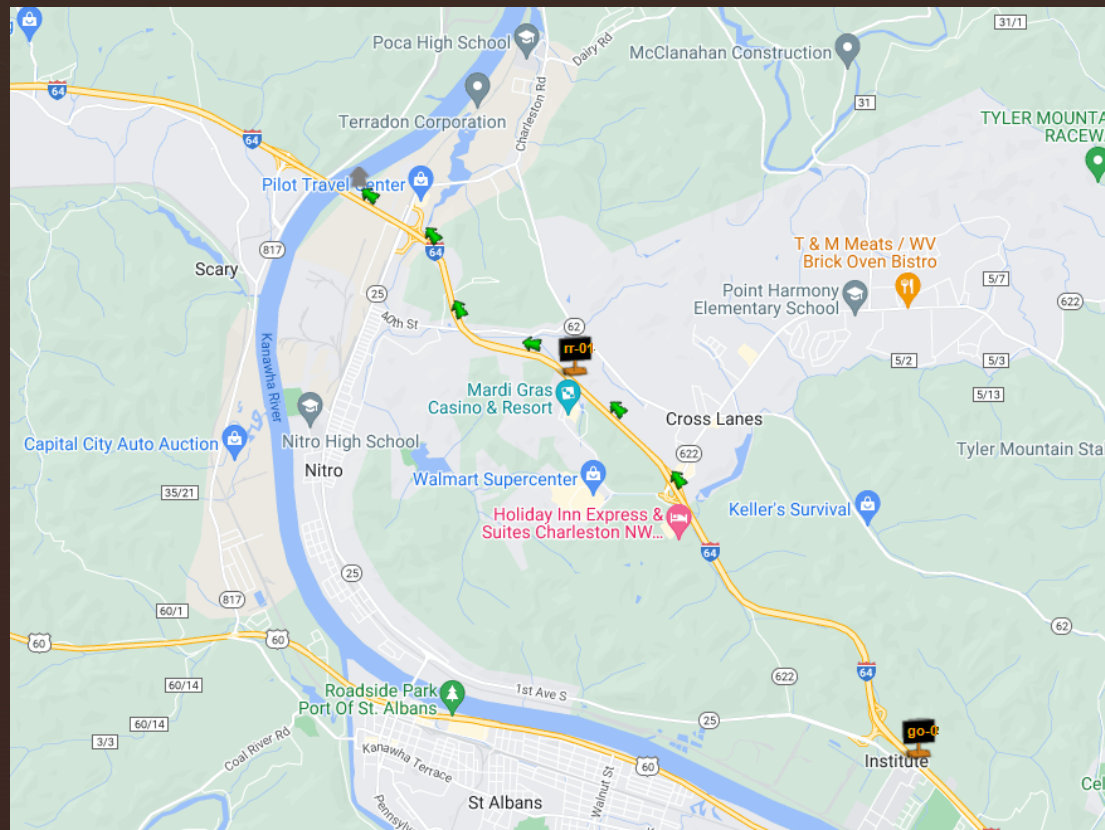 31/1
Poca High School
Dairy Rd
McClanahan Construction
64
31
Terradon Corporation
Charleston Rd
TYLER MOUNTA
RACEW
64
Pilot Travel Center
817
64
T & M Meats / WV
Brick Oven Bistro
Scary
5/7
25
Point Harmony
Elementary School
622
40th St
62
rr-01
Kanawha River
5/2
5/3
Mardi Gras
Casino & Resort
5/13
Cross Lanes
Capital City Auto Auction
Nitro High School
Tyler Mountain Sta
622
Nitro
Walmart Supercenter
35/21
Holiday Inn Express &
Suites Charleston NW...
Keller's Survival
64
25
817
60/1
62
60
60
622
64
60/14
Roadside Park
Port Of St. Albans
1st Ave S
25
60/14
go-0
3/3
Coal River Rd
Kanawha Terrace
60
Institute
Walnut St
Cel
St Albans
Pennsylv
64